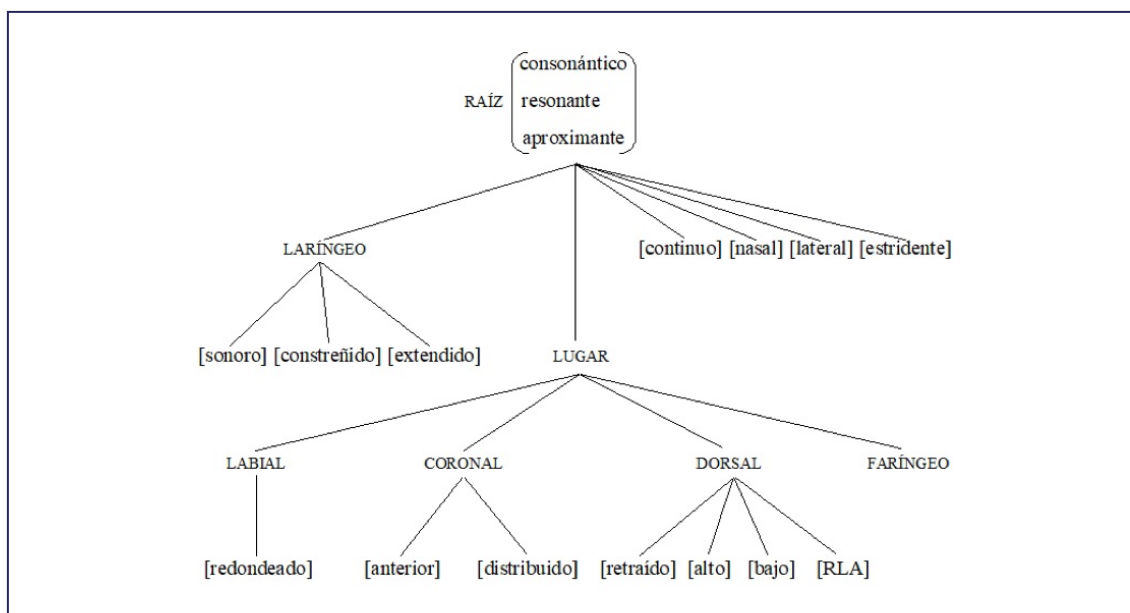 consonántico
RAÍZ resonante
aproximante
LARÍNGEO
[continuo] [nasal] [lateral] [estridente]
[sonoro] [constreñido] [extendido]
LUGAR
LABIAL CORONAL DORSAL FARÍNGEO
[redondeado] [anterior] [distribuido] [retraído] [alto] [bajo] [RLA]